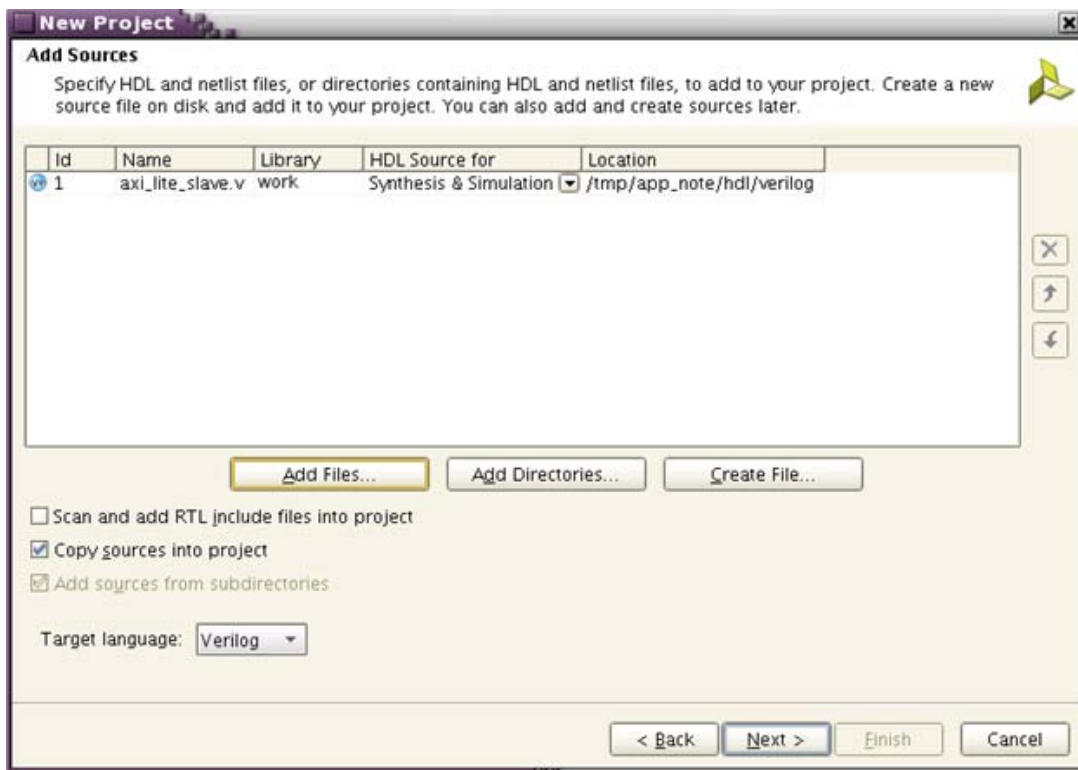 New Project
Add Sources
Specify HDL and netlist files, or directories containing HDL and netlist files, to add to your project. Create a new
source file on disk and add it to your project. You can also add and create sources later.
Id Name Library HDL Source for Location
1 axi_lite_slave.v work Synthesis & Simulation /tmp/app_note/hdl/verilog
Add Files... Add Directories... Create File...
Scan and add RTL include files into project
Copy sources into project
Add sources from subdirectories
Target language: Verilog
< Back Next > Finish Cancel